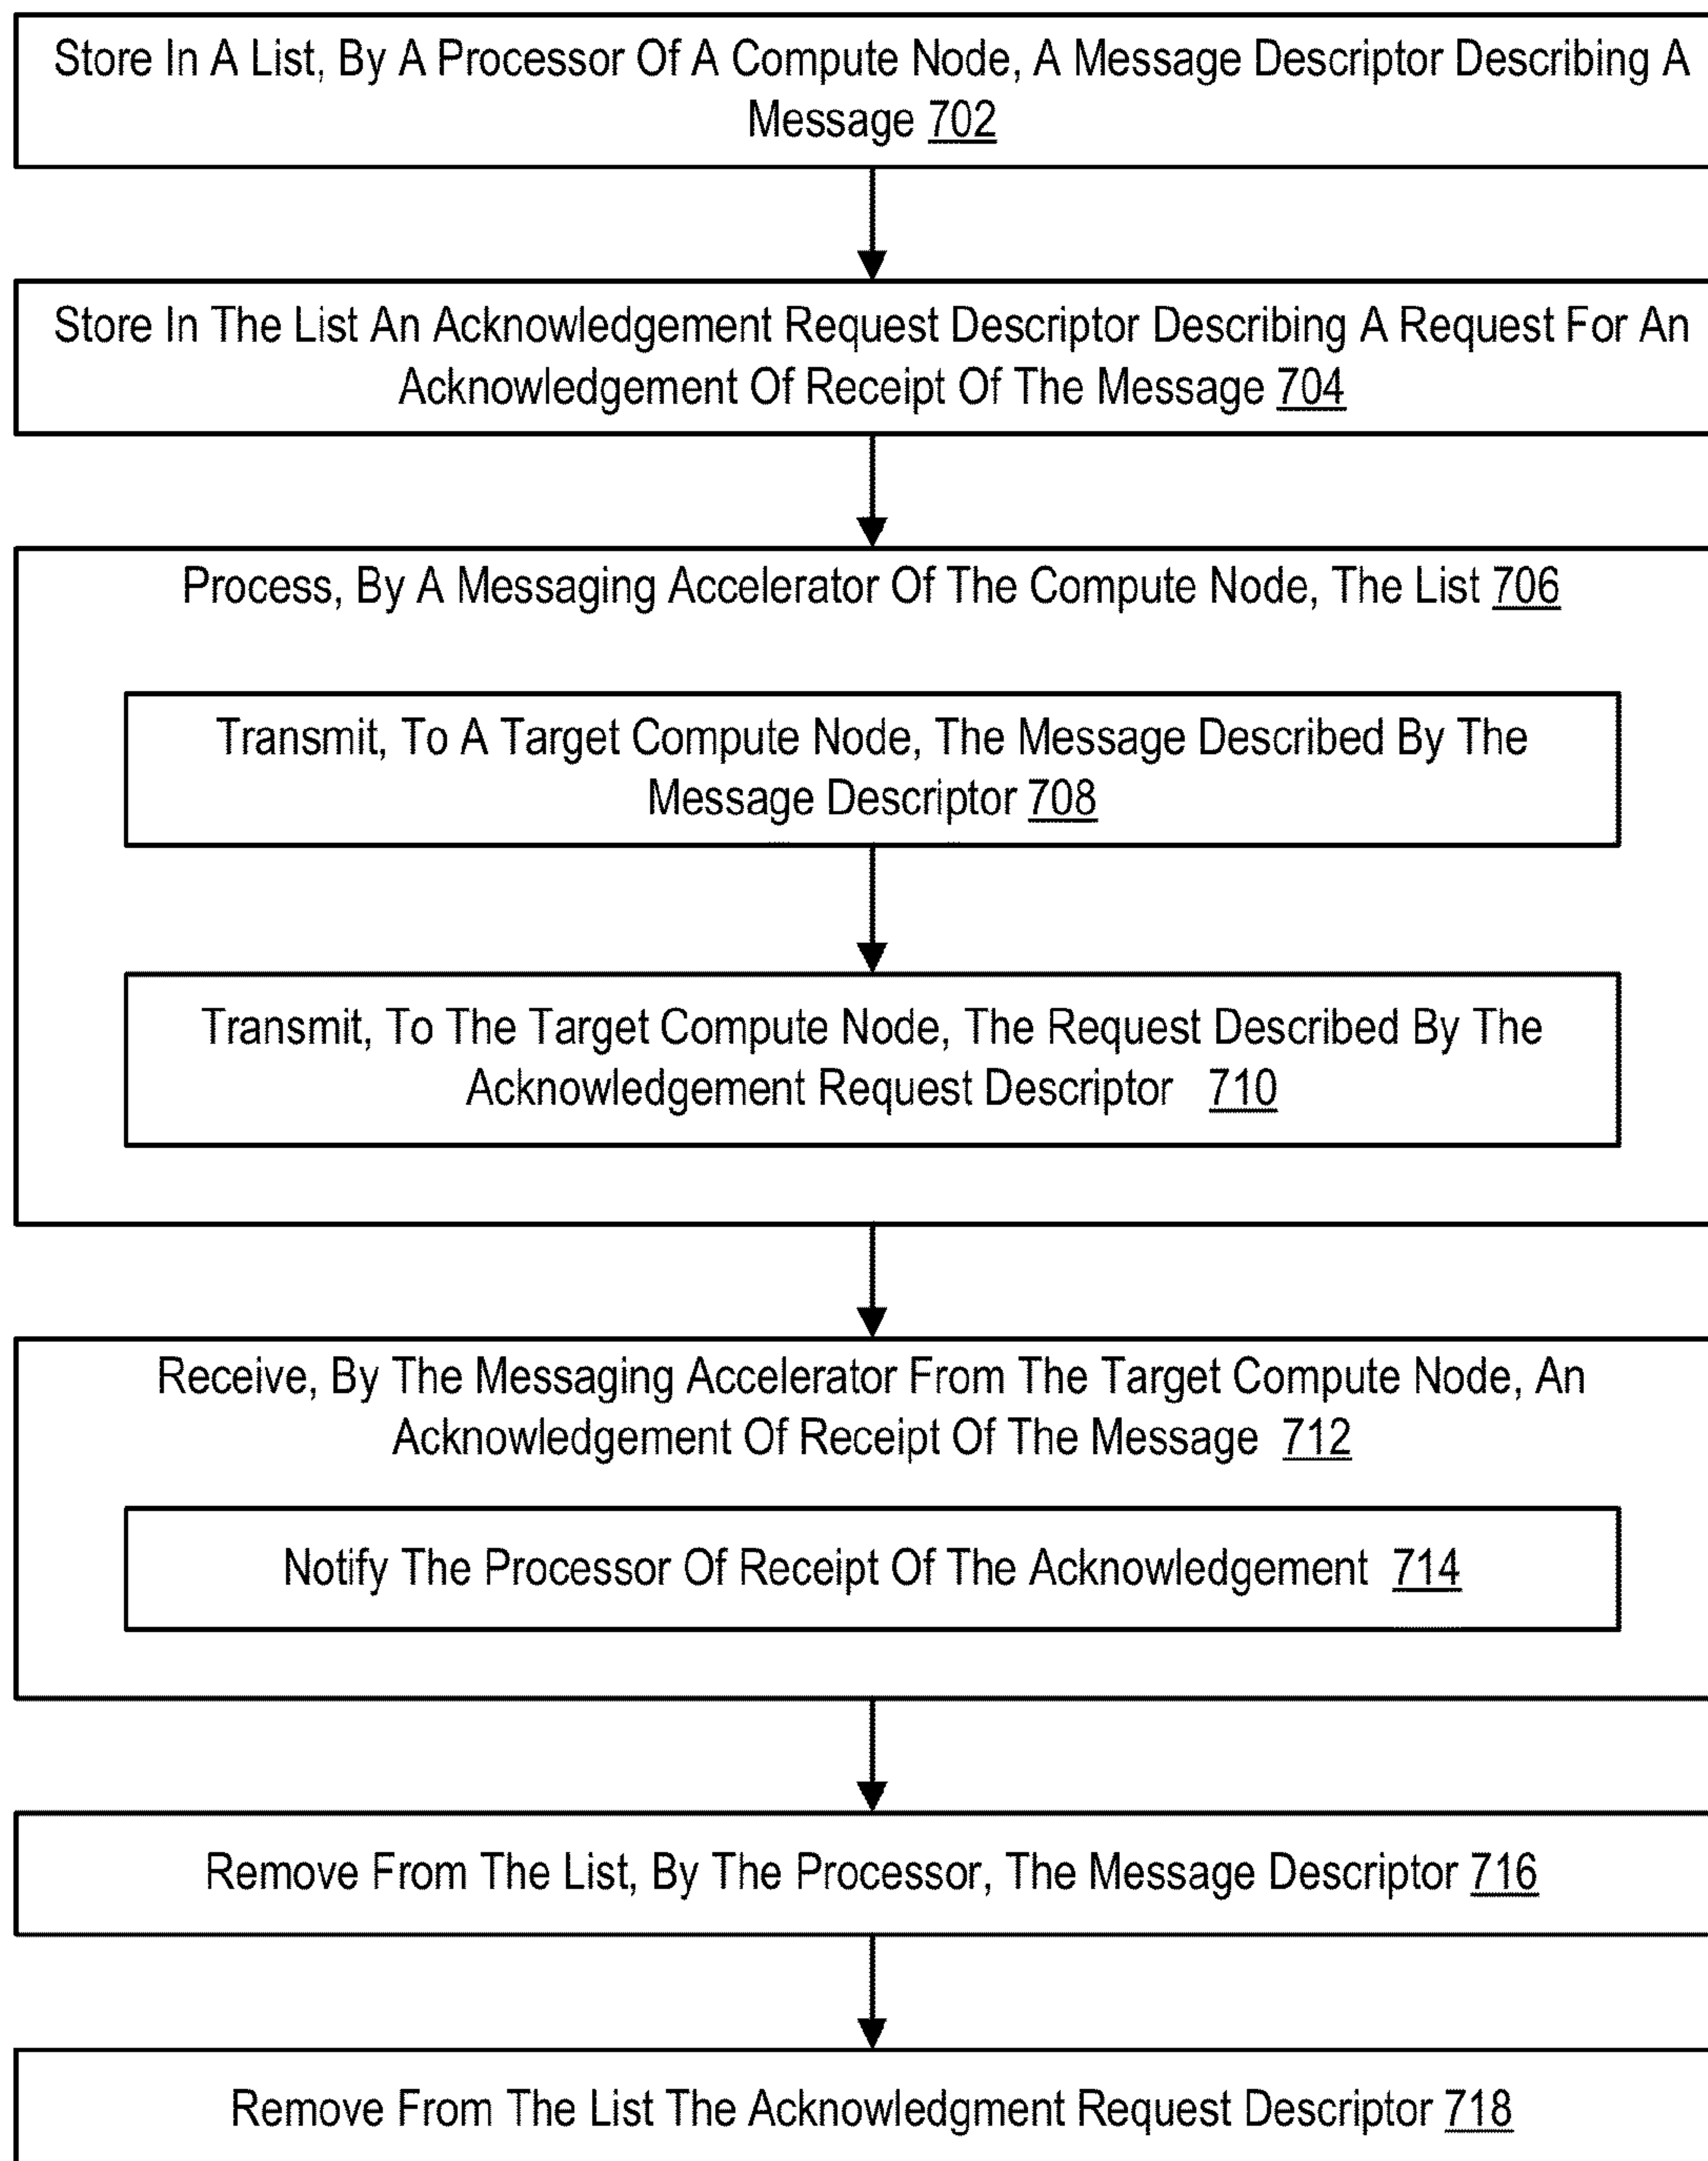 Store In A List, By A Processor Of A Compute Node, A Message Descriptor Describing A
Message 702
Store In The List An Acknowledgement Request Descriptor Describing A Request For An
Acknowledgement Of Receipt Of The Message 704
Process, By A Messaging Accelerator Of The Compute Node, The List 706
Transmit, To A Target Compute Node, The Message Described By The
Message Descriptor 708
Transmit, To The Target Compute Node, The Request Described By The
Acknowledgement Request Descriptor 710
Receive, By The Messaging Accelerator From The Target Compute Node, An
Acknowledgement Of Receipt Of The Message 712
Notify The Processor Of Receipt Of The Acknowledgement 714
Remove From The List, By The Processor, The Message Descriptor 716
Remove From The List The Acknowledgment Request Descriptor 718